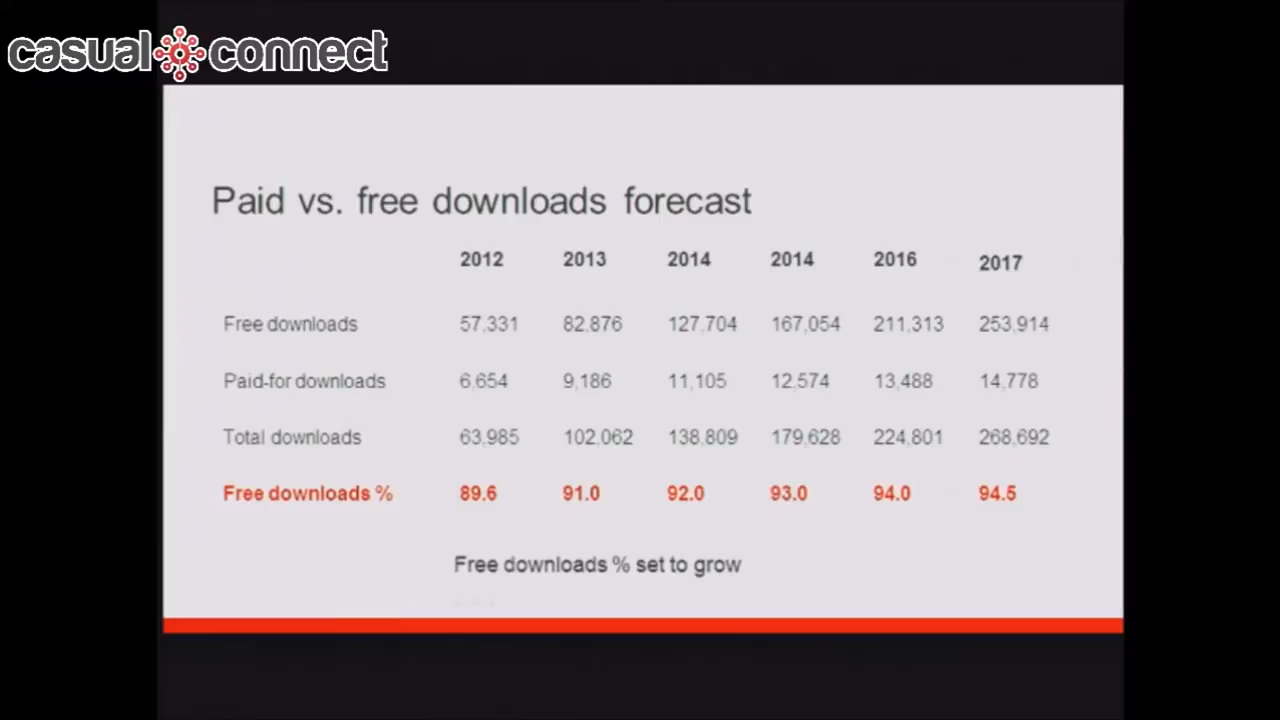 casual connect
Paid vs. free downloads forecast
2012 2013 2014 2014 2016 2017
Free downloads 57,331 82,876 127,704 167,054 211,313 253,914
Paid-for downloads 6,654 9,186 11,105 12,574 13,488 14,778
Total downloads 63,985 102,062 138,809 179,628 224,801 268,692
Free downloads % 89.6 91.0 92.0 93.0 94.0 94.5
Free downloads % set to grow